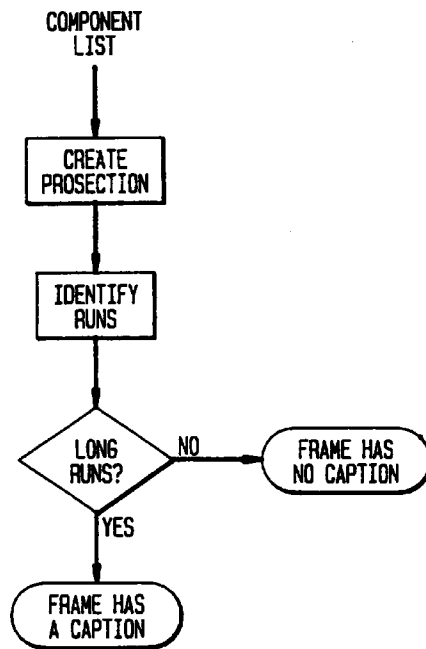 COMPONENT
LIST
CREATE
PROSECTION
IDENTIFY
RUNS
LONG
RUNS?
NO
FRAME HAS
NO CAPTION
YES
FRAME HAS
A CAPTION